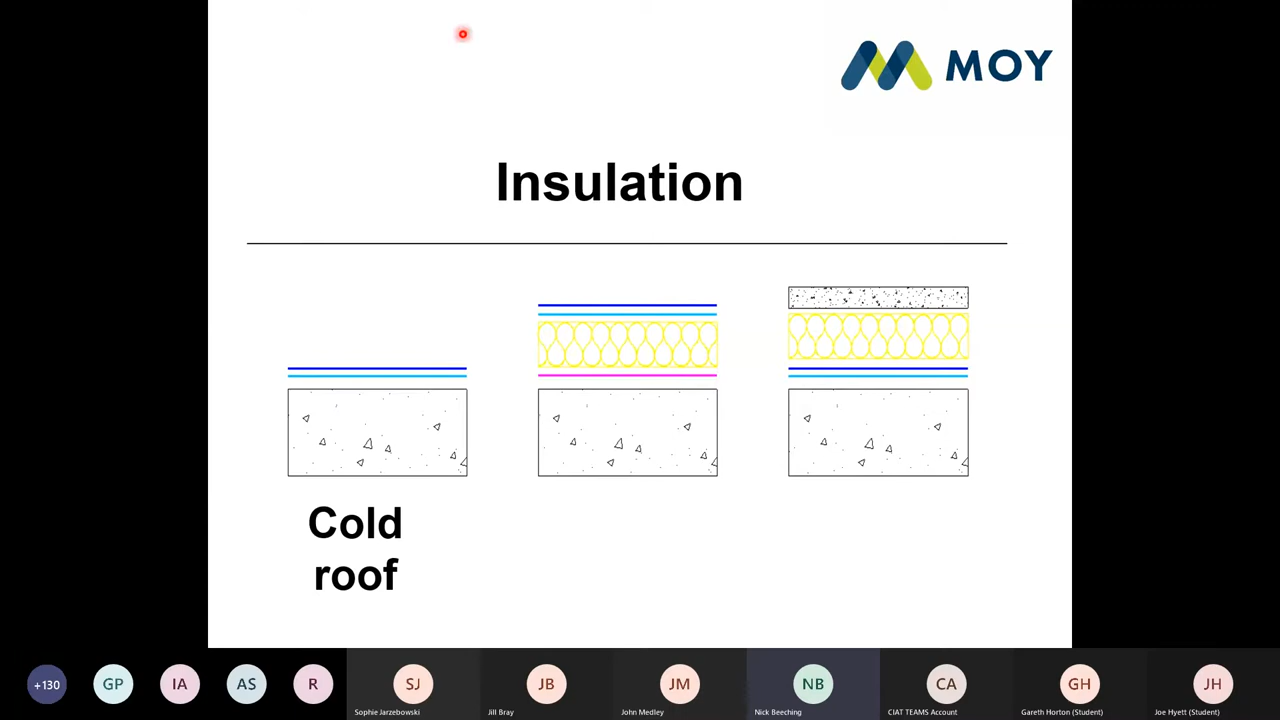 MOY
Insulation
Cold
roof
+130
GP
IA
AS
R
SJ
JB
JM
NB
CA
GH
JH
Sophie Jarzebowski
Jill Bray
John Medley
Nick Beeching
CIAT TEAMS Account
Gareth Horton (Student)
Joe Hyett (Student)